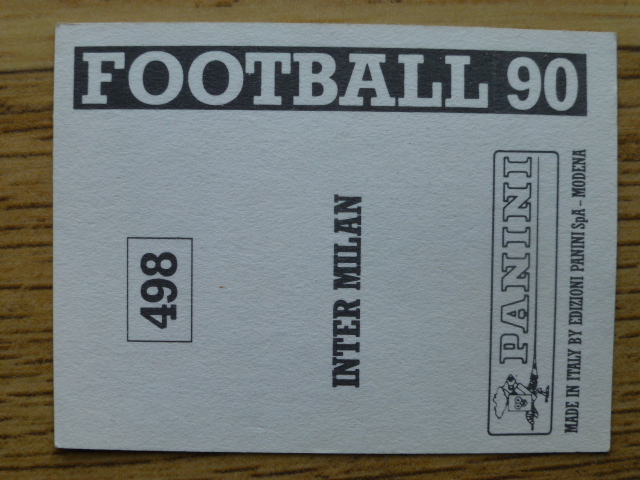 FOOTBALL 90
498
INTER MILAN
PANINI
MADE IN ITALY BY EDIZIONI PANINI SpA - MODENA